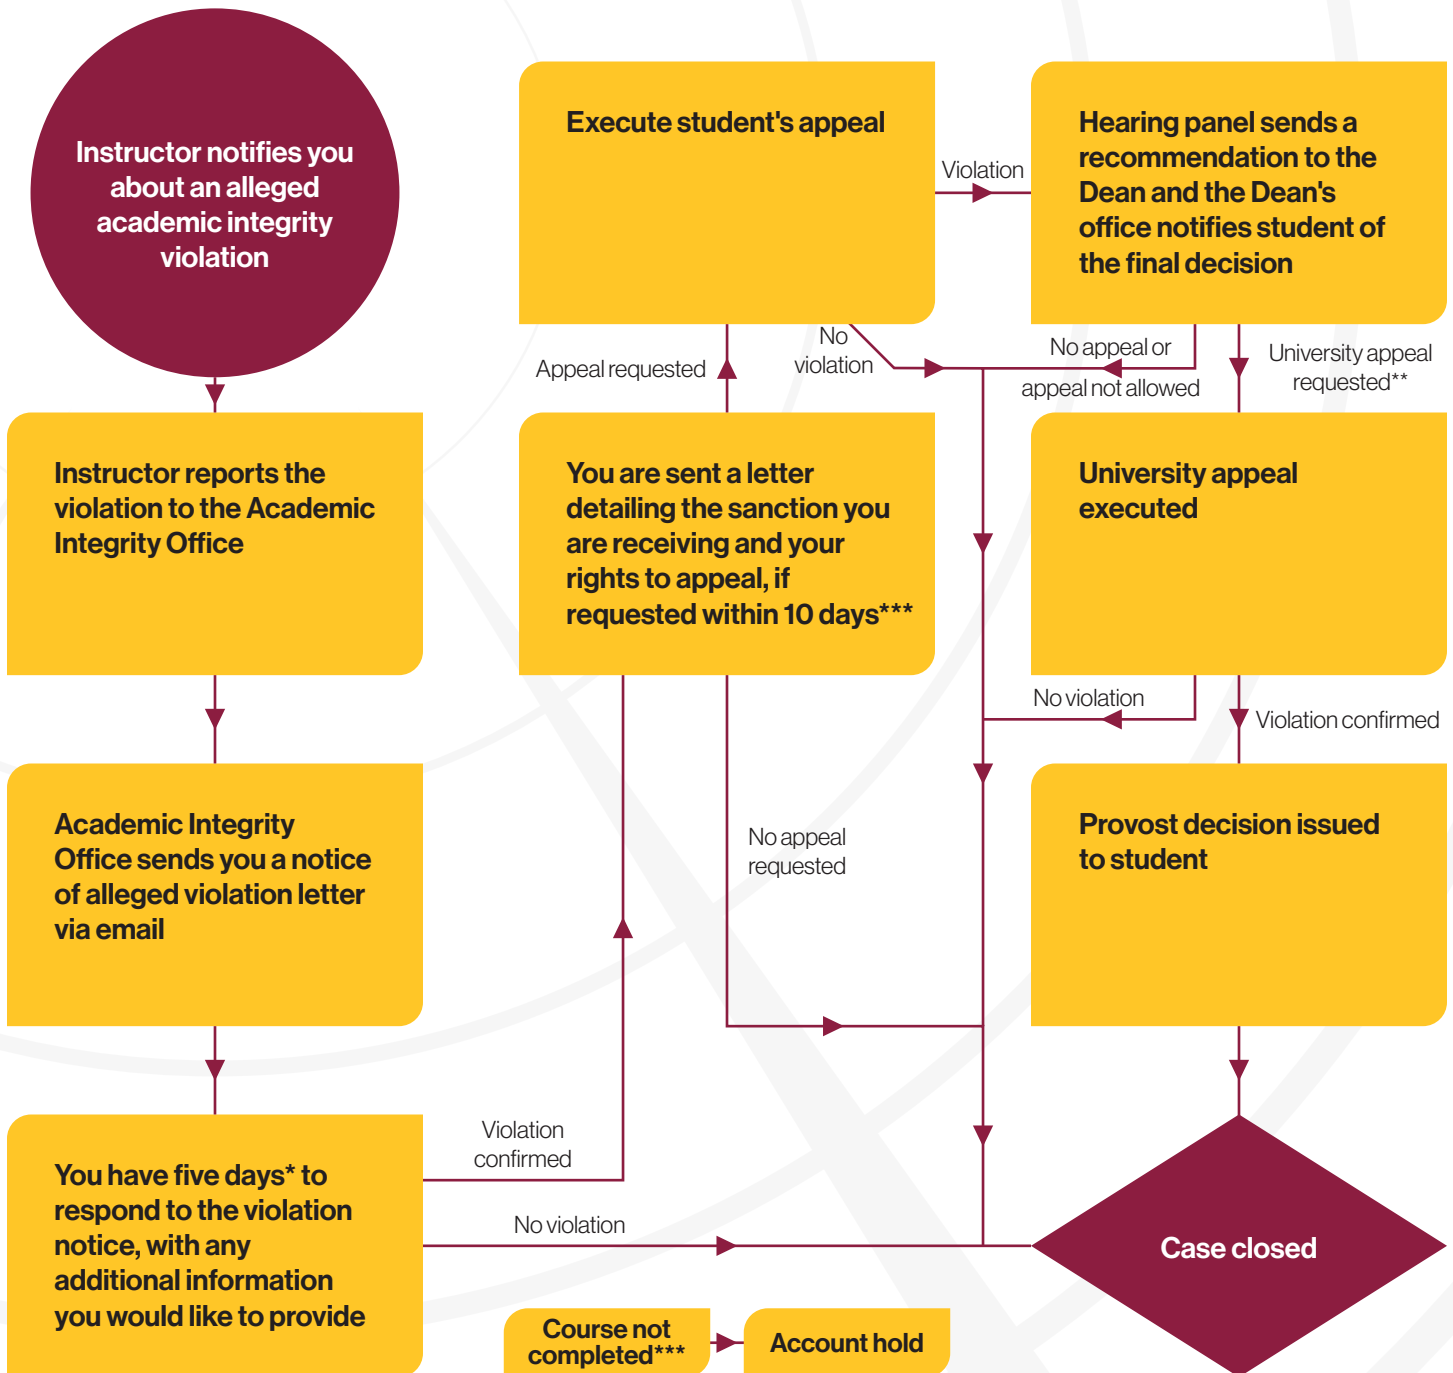 Instructor notifies you
about an alleged
academic integrity
violation
Instructor reports the
violation to the Academic
Integrity Office
Academic Integrity
Office sends you a notice
of alleged violation letter
via email
You have five days* to
respond to the violation
notice, with any
additional information
you would like to provide
Violation
confirmed
No violation
You are sent a letter
detailing the sanction you
are receiving and your
rights to appeal, if
requested within 10 days***
Appeal requested
No appeal
requested
Execute student's appeal
Violation
No
violation
Hearing panel sends a
recommendation to the
Dean and the Dean's
office notifies student of
the final decision
No appeal or
appeal not allowed
University appeal
requested**
University appeal
executed
No violation
Violation confirmed
Provost decision issued
to student
Case closed
Course not
completed***
Account hold